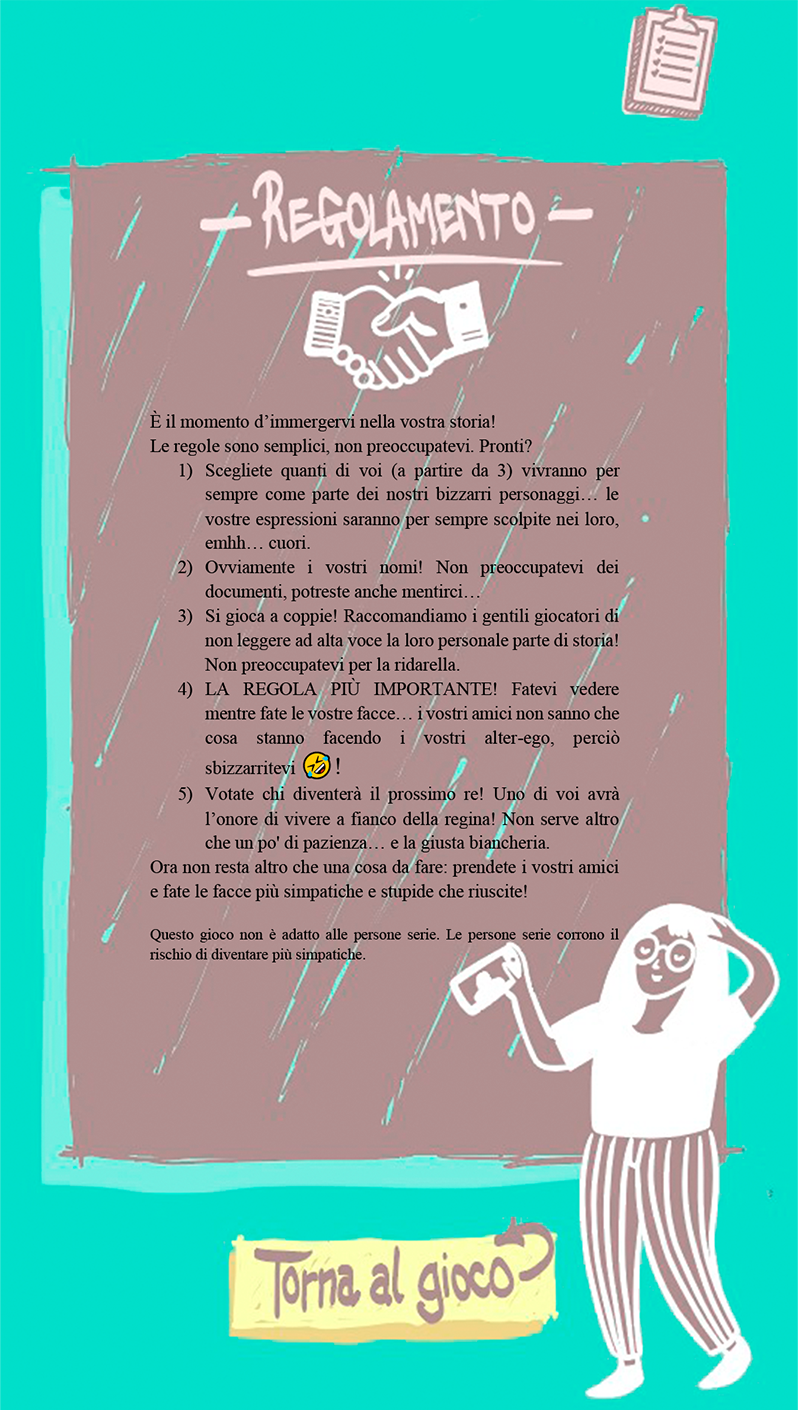 — REGOLAMENTO —
È il momento d’immergervi nella vostra storia!
Le regole sono semplici, non preoccupatevi. Pronti?
1) Scegliete quanti di voi (a partire da 3) vivranno per
sempre come parte dei nostri bizzarri personaggi… le
vostre espressioni saranno per sempre scolpite nei loro,
emhh… cuori.
2) Ovviamente i vostri nomi! Non preoccupatevi dei
documenti, potreste anche mentirci…
3) Si gioca a coppie! Raccomandiamo i gentili giocatori di
non leggere ad alta voce la loro personale parte di storia!
Non preoccupatevi per la ridarella.
4) LA REGOLA PIÙ IMPORTANTE! Fatevi vedere
mentre fate le vostre facce… i vostri amici non sanno che
cosa stanno facendo i vostri alter-ego, perciò
sbizzarritevi 🤣!
5) Votate chi diventerà il prossimo re! Uno di voi avrà
l’onore di vivere a fianco della regina! Non serve altro
che un po' di pazienza… e la giusta biancheria.
Ora non resta altro che una cosa da fare: prendete i vostri amici
e fate le facce più simpatiche e stupide che riuscite!
Questo gioco non è adatto alle persone serie. Le persone serie corrono il
rischio di diventare più simpatiche.
Torna al gioco